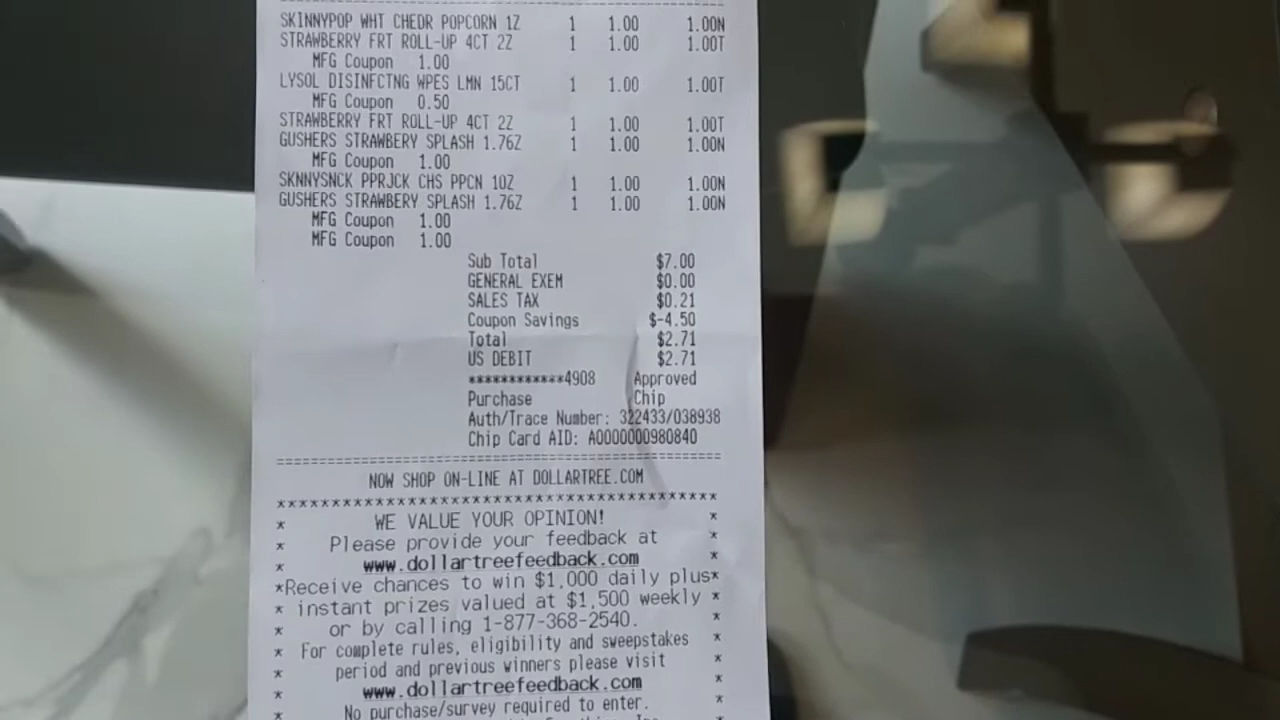 SKINNYPOP WHT CHEDR POPCORN 1Z 1 1.00 1.00N
STRAWBERRY FRT ROLL-UP 4CT 2Z 1 1.00 1.00T
MFG Coupon 1.00
LYSOL DISINFCTNG WPES LMN 15CT 1 1.00 1.00T
MFG Coupon 0.50
STRAWBERRY FRT ROLL-UP 4CT 2Z 1 1.00 1.00T
GUSHERS STRAWBERY SPLASH 1.76Z 1 1.00 1.00N
MFG Coupon 1.00
SKNNYSNCK PPRJCK CHS PPCN 10Z 1 1.00 1.00N
GUSHERS STRAWBERY SPLASH 1.76Z 1 1.00 1.00N
MFG Coupon 1.00
MFG Coupon 1.00
Sub Total $7.00
GENERAL EXEM $0.00
SALES TAX $0.21
Coupon Savings $-4.50
Total $2.71
US DEBIT $2.71
************4908 Approved
Purchase Chip
Auth/Trace Number: 322433/038938
Chip Card AID: A0000000980840
================================================
NOW SHOP ON-LINE AT DOLLARTREE.COM
******************************************
* WE VALUE YOUR OPINION! *
* Please provide your feedback at *
* www.dollartreefeedback.com *
*Receive chances to win $1,000 daily plus*
* instant prizes valued at $1,500 weekly *
* or by calling 1-877-368-2540. *
* For complete rules, eligibility and sweepstakes *
* period and previous winners please visit *
* www.dollartreefeedback.com *
* No purchase/survey required to enter. *